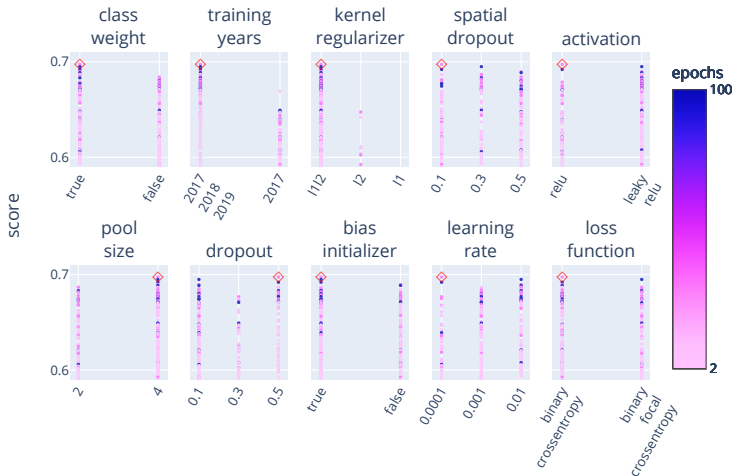 class
weight
training
years
kernel
regularizer
spatial
dropout
activation
epochs
100
2
score
0.7
0.6
true
false
2017
2018
2019
2017
l1l2
l2
l1
0.1
0.3
0.5
relu
leaky
relu
pool
size
dropout
bias
initializer
learning
rate
loss
function
0.7
0.6
2
4
0.1
0.3
0.5
true
false
0.0001
0.001
0.01
binary
crossentropy
binary
focal
crossentropy